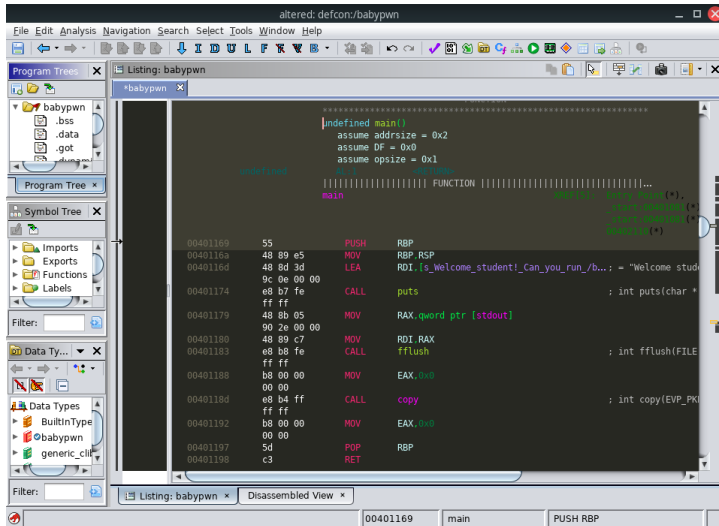 altered: defcon:/babypwn
File Edit Analysis Navigation Search Select Tools Window Help
I D U L F V B
Program Trees X
babypwn
.bss
.data
.got
Program Tree ×
Symbol Tree X
Imports
Exports
Functions
Labels
Filter:
Data Ty... X
Data Types
BuiltInType
babypwn
generic_clib
Filter:
Listing: babypwn
*babypwn
**************************************************************
undefined main()
assume addrsize = 0x2
assume DF = 0x0
assume opsize = 0x1
undefined AL:1 <RETURN>
|||||||||||||||||||| FUNCTION ||||||||||||||||||||||||||||||||...
main XREF[5]: Entry Point(*),
00401169 55 PUSH RBP
0040116a 48 89 e5 MOV RBP,RSP
0040116d 48 8d 3d LEA RDI,[s_Welcome_student!_Can_you_run_/b...; = "Welcome stude
9c 0e 00 00
00401174 e8 b7 fe CALL puts ; int puts(char *
ff ff
00401179 48 8b 05 MOV RAX,qword ptr [stdout]
90 2e 00 00
00401180 48 89 c7 MOV RDI,RAX
00401183 e8 b8 fe CALL fflush ; int fflush(FILE
ff ff
00401188 b8 00 00 MOV EAX,0x0
00 00
0040118d e8 b4 ff CALL copy ; int copy(EVP_PK
ff ff
00401192 b8 00 00 MOV EAX,0x0
00 00
00401197 5d POP RBP
00401198 c3 RET
Listing: babypwn × Disassembled View ×
00401169 main PUSH RBP